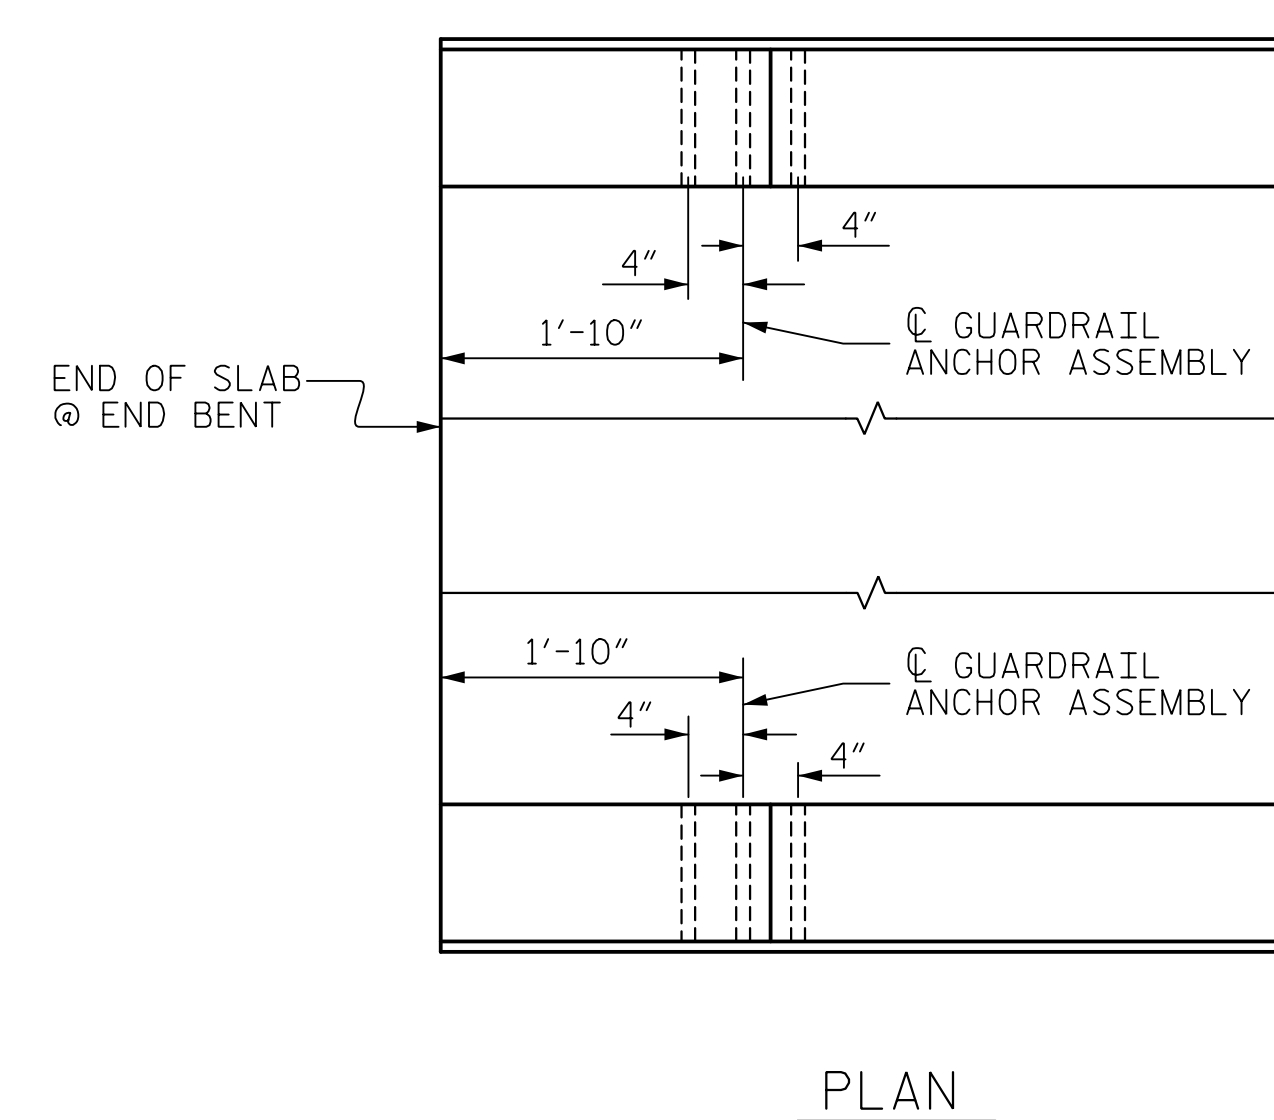 4"
4"
1'-10"
℄ GUARDRAIL
ANCHOR ASSEMBLY
END OF SLAB
@ END BENT
1'-10"
℄ GUARDRAIL
ANCHOR ASSEMBLY
4"
4"
PLAN